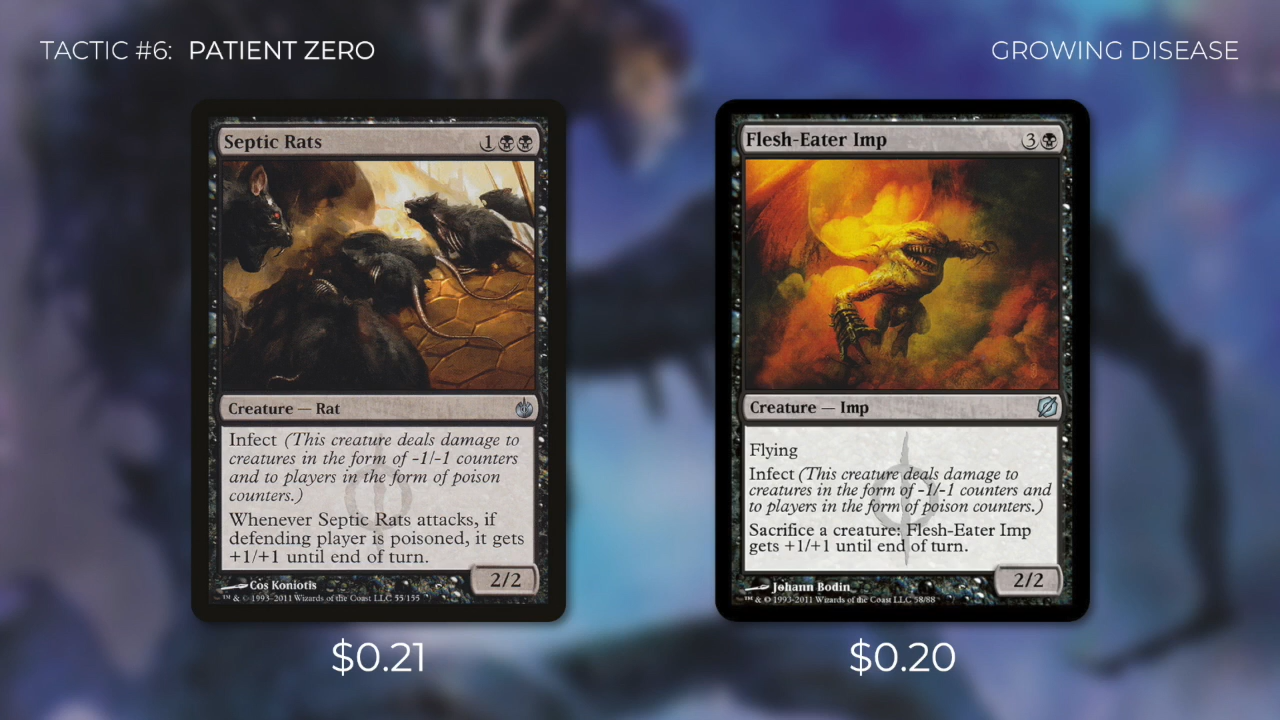 TACTIC #6: PATIENT ZERO
GROWING DISEASE
Septic Rats 1
Creature — Rat
Infect (This creature deals damage to
creatures in the form of -1/-1 counters
and to players in the form of poison
counters.)
Whenever Septic Rats attacks, if
defending player is poisoned, it gets
+1/+1 until end of turn.
2/2
Cos Koniotis
™ & © 1993-2011 Wizards of the Coast LLC 55/155
$0.21
Flesh-Eater Imp 3
Creature — Imp
Flying
Infect (This creature deals damage to
creatures in the form of -1/-1 counters and
to players in the form of poison counters.)
Sacrifice a creature: Flesh-Eater Imp
gets +1/+1 until end of turn.
2/2
Johann Bodin
™ & © 1993-2011 Wizards of the Coast LLC 58/88
$0.20